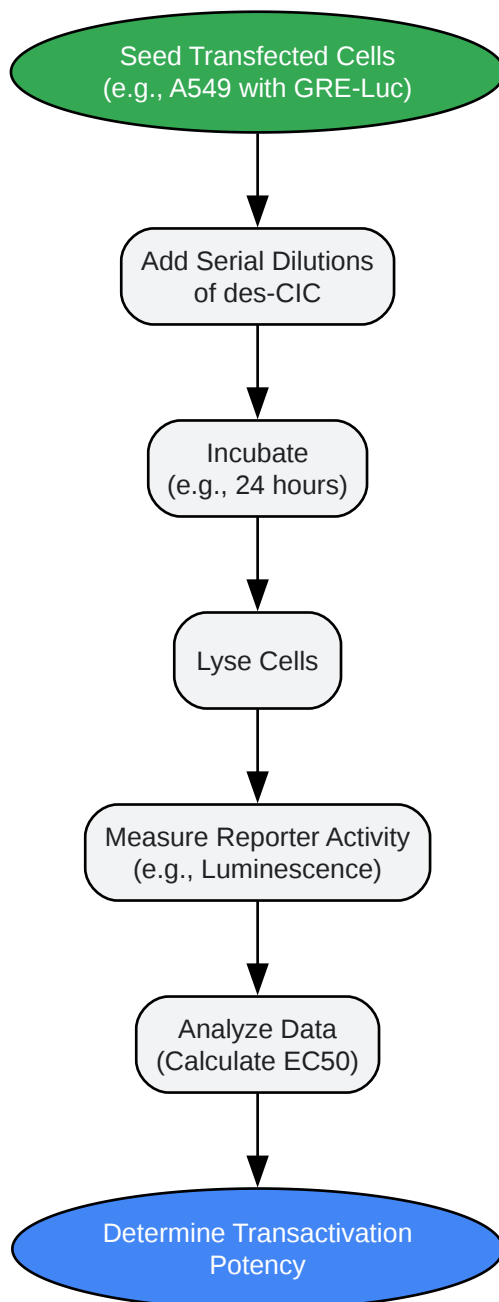 Seed Transfected Cells
(e.g., A549 with GRE-Luc)
Add Serial Dilutions
of des-CIC
Incubate
(e.g., 24 hours)
Lyse Cells
Measure Reporter Activity
(e.g., Luminescence)
Analyze Data
(Calculate EC50)
Determine Transactivation
Potency